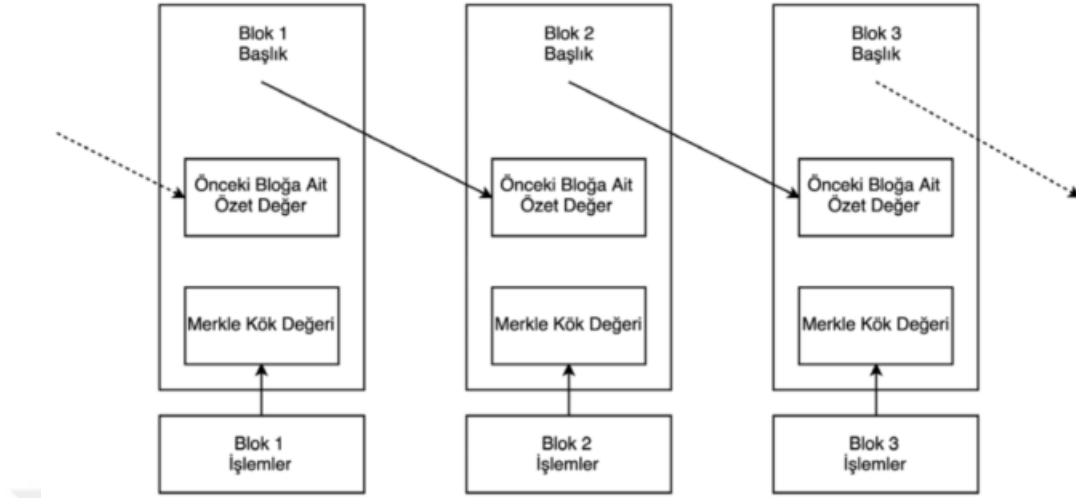 Blok 1
Başlık
Önceki Bloğa Ait
Özet Değer
Merkle Kök Değeri
Blok 1
İşlemler
Blok 2
Başlık
Önceki Bloğa Ait
Özet Değer
Merkle Kök Değeri
Blok 2
İşlemler
Blok 3
Başlık
Önceki Bloğa Ait
Özet Değer
Merkle Kök Değeri
Blok 3
İşlemler